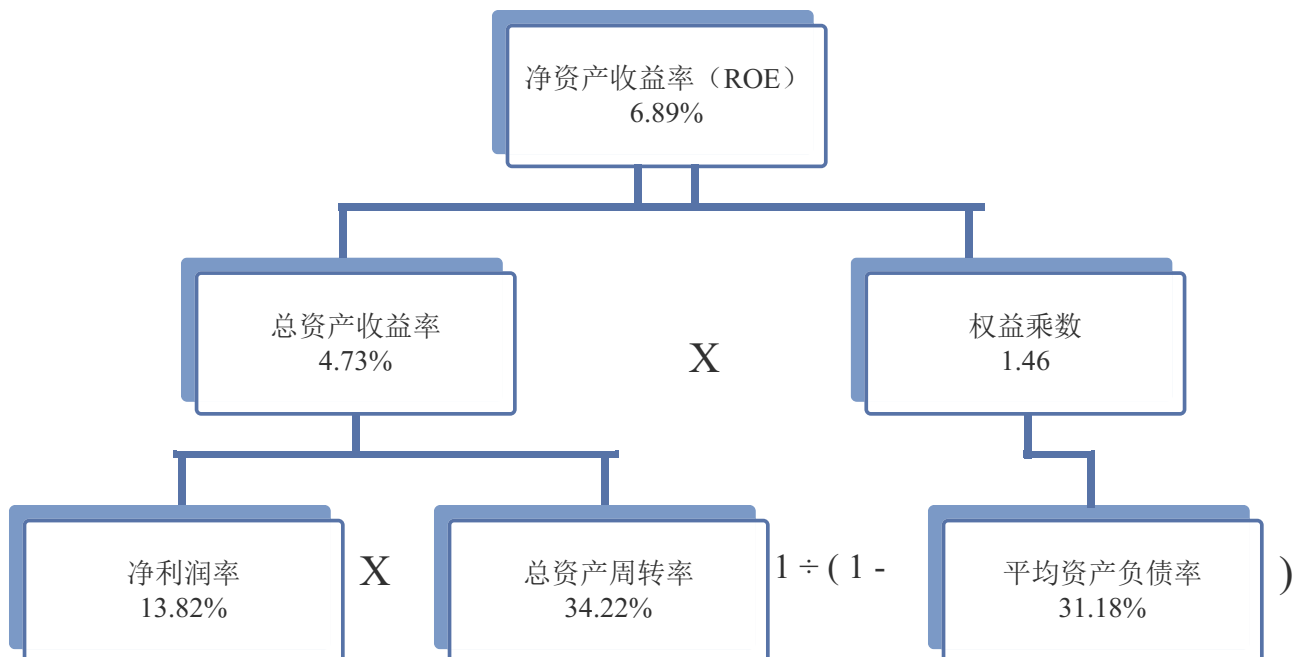 净资产收益率（ROE）
6.89%
总资产收益率
4.73%
X
权益乘数
1.46
净利润率
13.82%
X
总资产周转率
34.22%
1 ÷ ( 1 -
平均资产负债率
31.18%
)